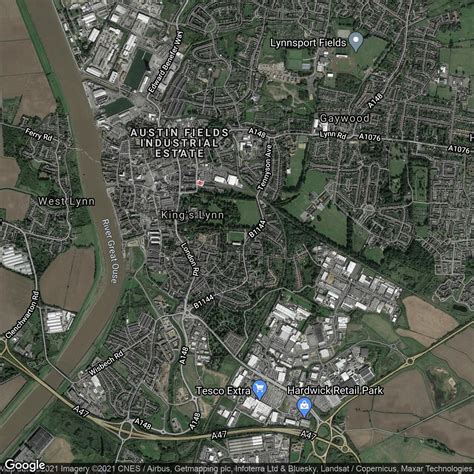 Lynnsport Fields
Edward Benefer Way
A148
Gaywood
AUSTIN FIELDS
INDUSTRIAL
ESTATE
A148
Lynn Rd
A1076
A1076
Ferry Rd
Tennyson Ave
West Lynn
King's Lynn
River Great Ouse
London Rd
B1144
Clenchwarton Rd
B1144
Wisbech Rd
A148
Tesco Extra
Hardwick Retail Park
A47
A148
A148
A47
A47
Google
2021 Imagery ©2021 CNES / Airbus, Getmapping plc, Infoterra Ltd & Bluesky, Landsat / Copernicus, Maxar Technologies